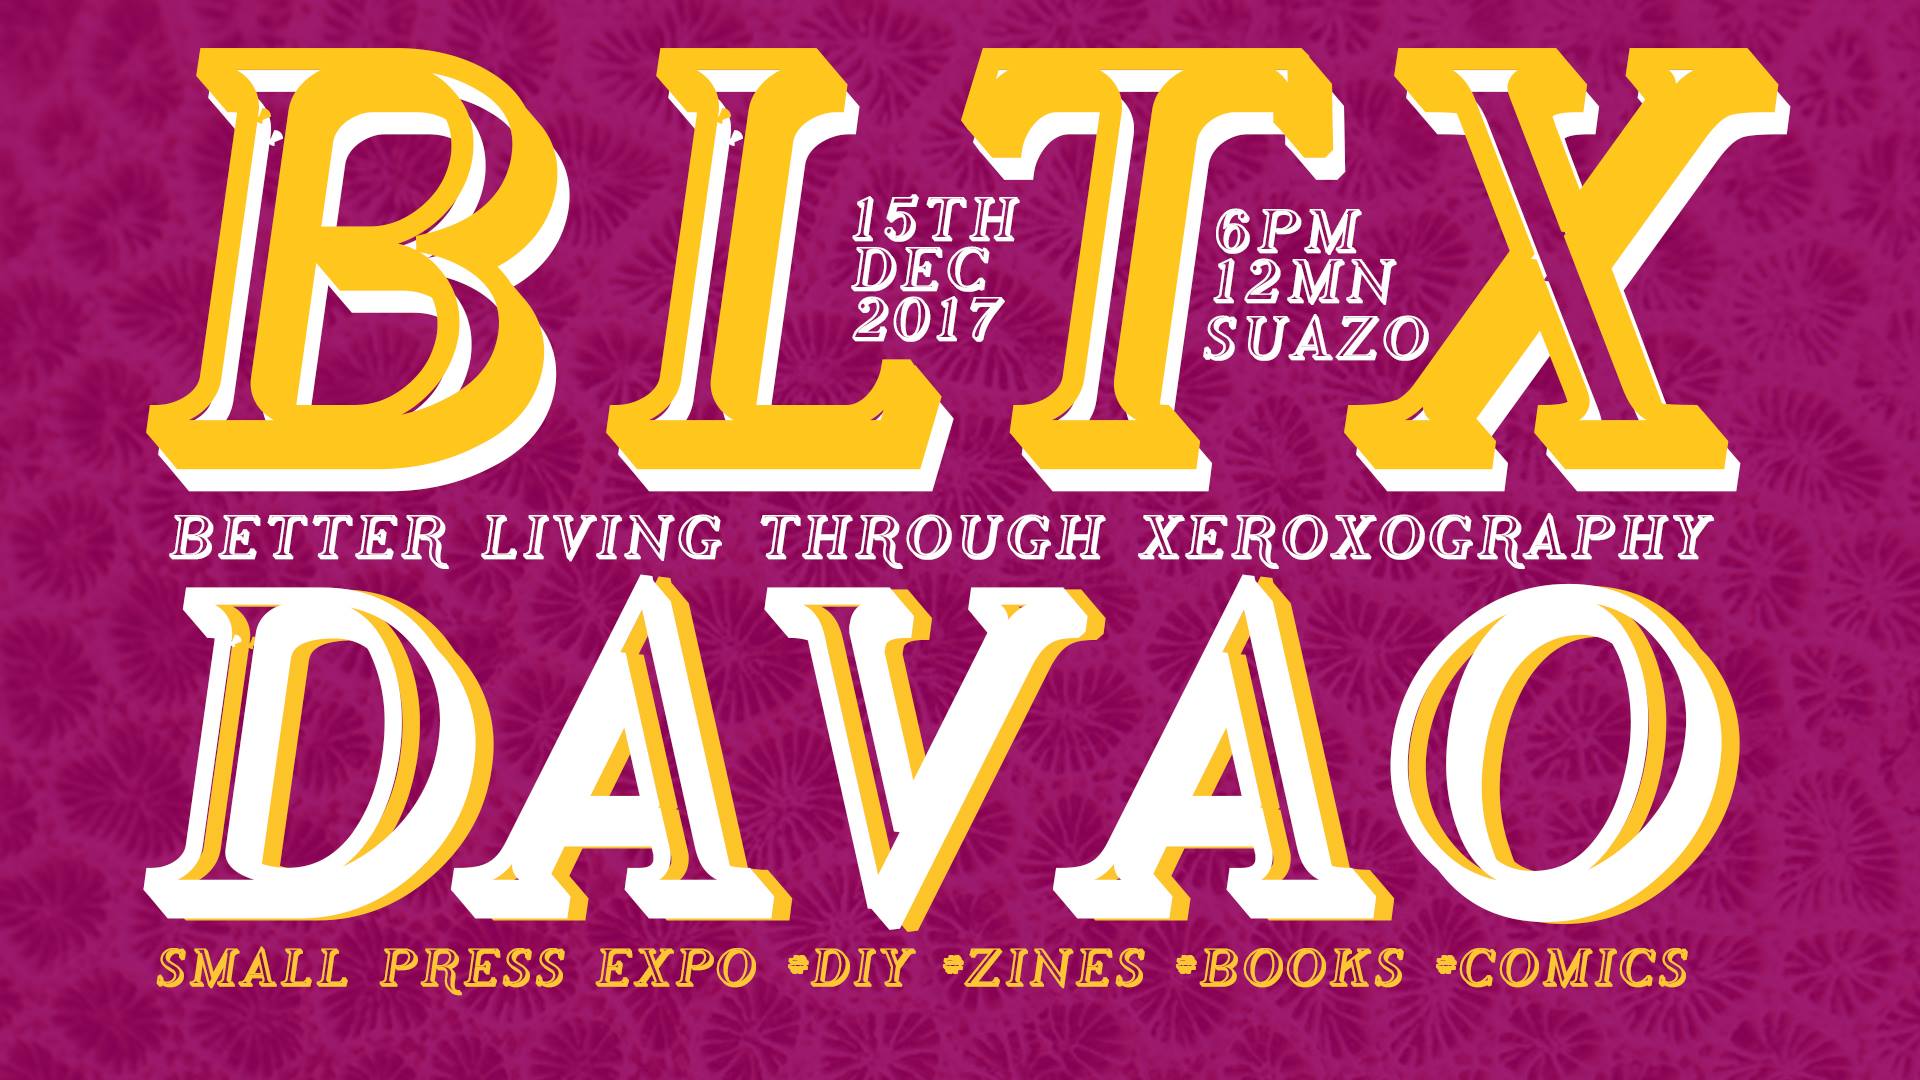 BLTX
15TH
DEC
2017
6PM
12MN
SUAZO
BETTER LIVING THROUGH XEROXOGRAPHY
DAVAO
SMALL PRESS EXPO •DIY •ZINES •BOOKS •COMICS